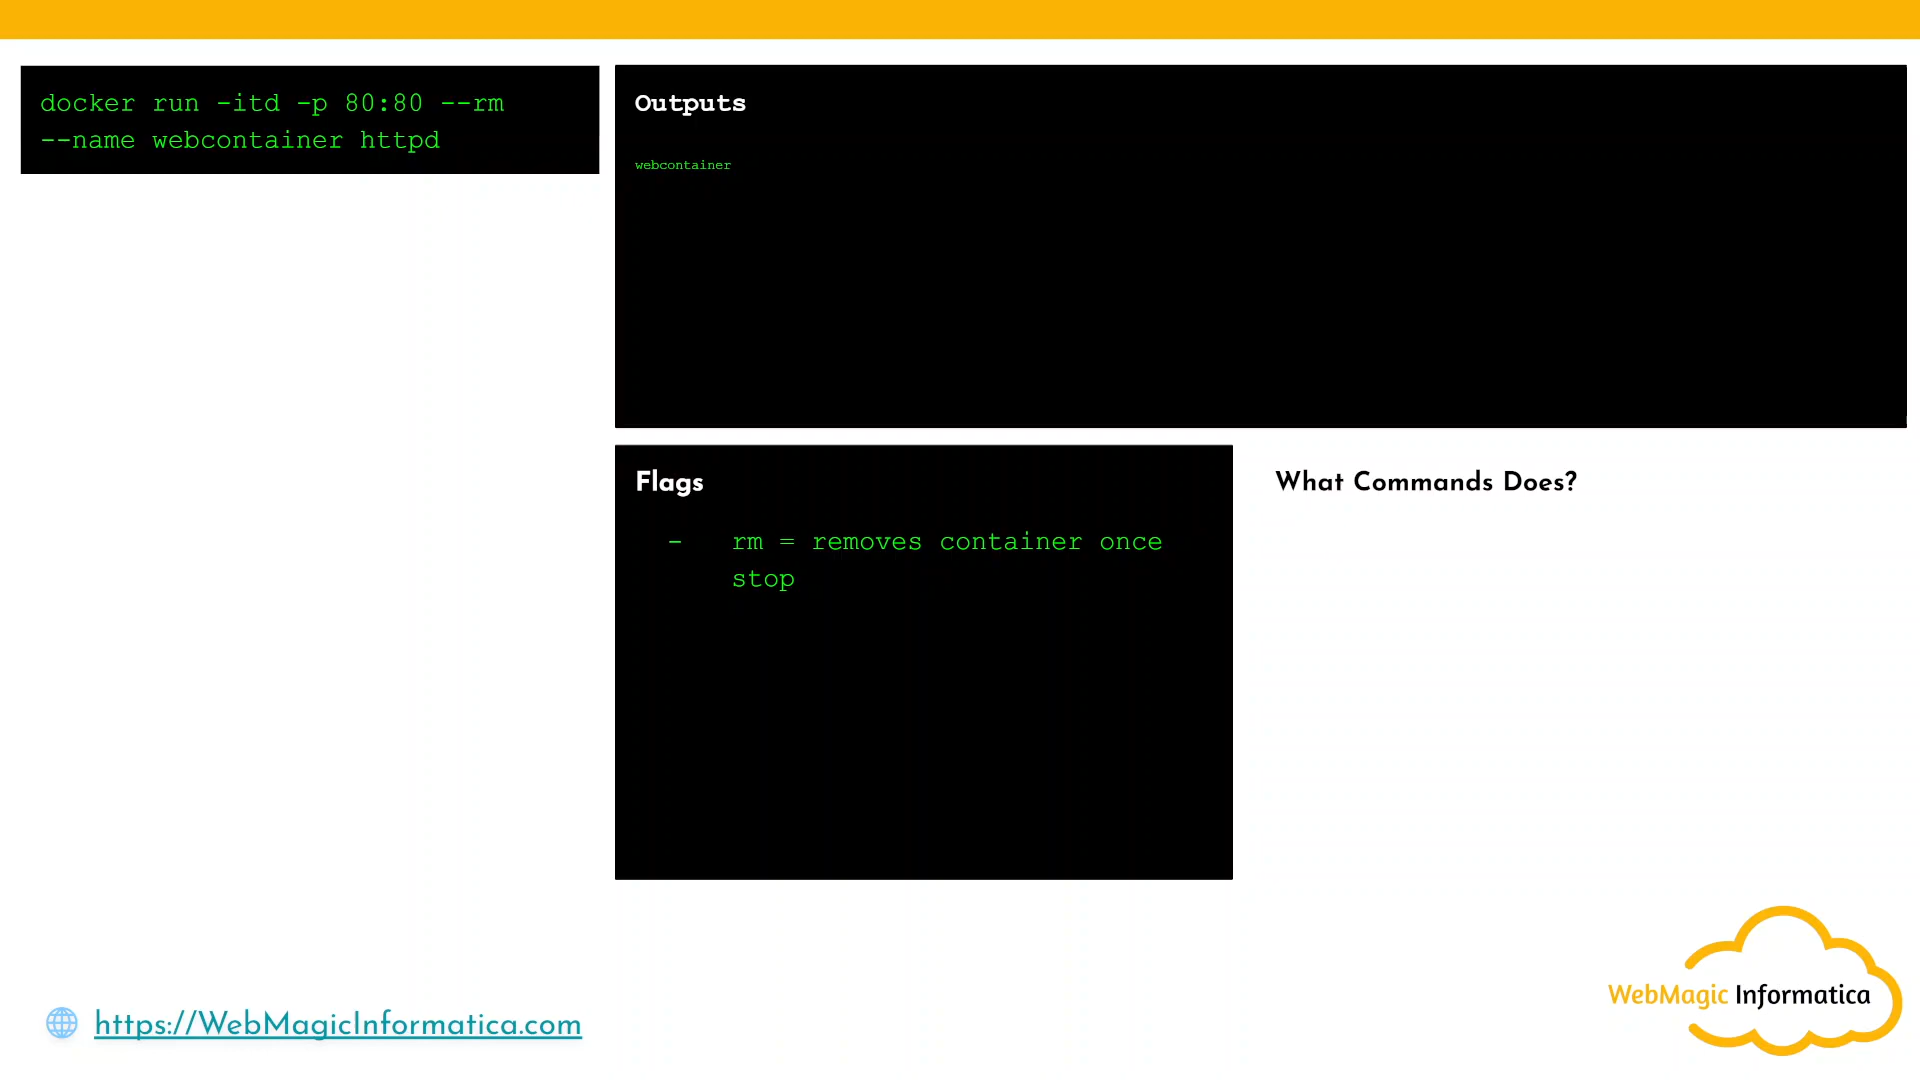 docker run -itd -p 80:80 --rm
--name webcontainer httpd
Outputs
webcontainer
Flags
- rm = removes container once
stop
What Commands Does?
https://WebMagicInformatica.com
WebMagic Informatica